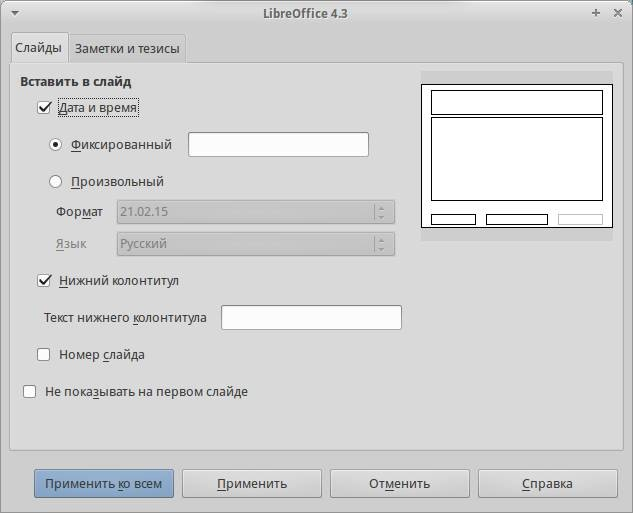 LibreOffice 4.3
Слайды Заметки и тезисы
Вставить в слайд
Дата и время
Фиксированный
Произвольный
Формат 21.02.15
Язык Русский
Нижний колонтитул
Текст нижнего колонтитула
Номер слайда
Не показывать на первом слайде
Применить ко всем Применить Отменить Справка